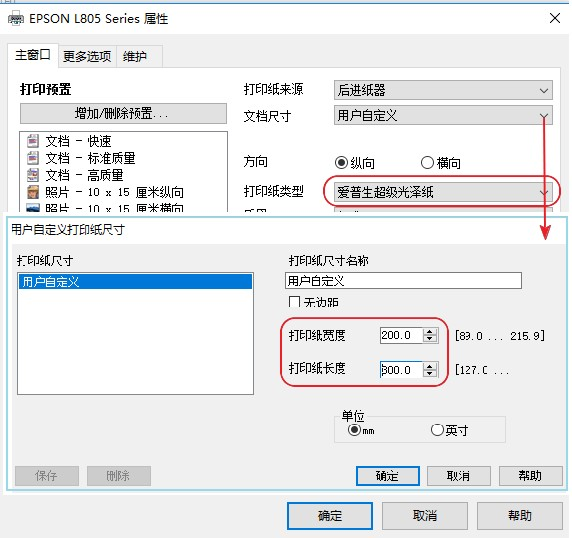 EPSON L805 Series 属性
主窗口 更多选项 维护
打印预置
增加/删除预置...
文档 - 快速
文档 - 标准质量
文档 - 高质量
照片 - 10 x 15 厘米纵向
照片 - 10 x 15 厘米横向
打印纸来源 后进纸器
文档尺寸 用户自定义
方向 纵向 横向
打印纸类型 爱普生超级光泽纸
用户自定义打印纸尺寸
打印纸尺寸
用户自定义
打印纸尺寸名称
用户自定义
无边距
打印纸宽度 200.0 [89.0 ... 215.9]
打印纸长度 300.0 [127.0 ...
单位
mm 英寸
保存 删除 确定 取消 帮助
确定 取消 帮助